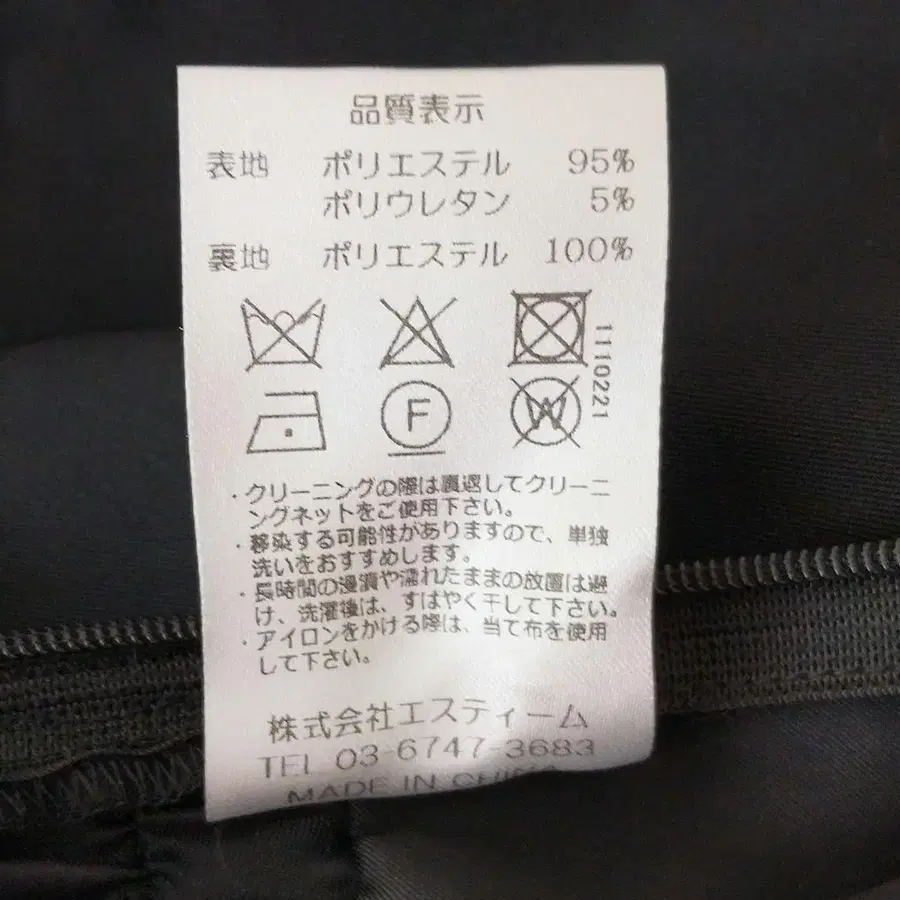 品質表示
表地 ポリエステル 95%
ポリウレタン 5%
裏地 ポリエステル 100%
1110221
F
W
・クリーニングの際は裏返してクリーニ
ングネットをご使用下さい。
・移染する可能性がありますので、単独
洗いをおすすめします。
・長時間の浸漬や濡れたままの放置は避
け、洗濯後は、すばやく干して下さい。
・アイロンをかける際は、当て布を使用
して下さい。
株式会社エスティーム
TEL 03-6747-3683
MADE IN CHINA